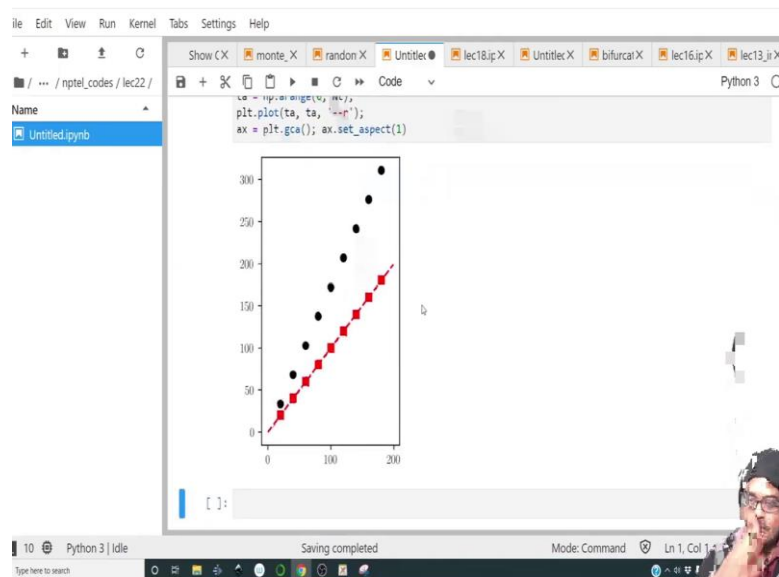 ile Edit View Run Kernel Tabs Settings Help
Show C X monte_ X random X Untitled lec18.ip X Untitlec X bifurcat X lec16.ip X lec13_ir X
/ ... / nptel_codes / lec22 /
Code
Python 3
Name
Untitled.ipynb
plt.plot(ta, ta, '--r');
ax = plt.gca(); ax.set_aspect(1)
300
250
200
150
100
50
0
0 100 200
[ ]:
10 Python 3 | Idle Saving completed Mode: Command Ln 1, Col 1
Type here to search